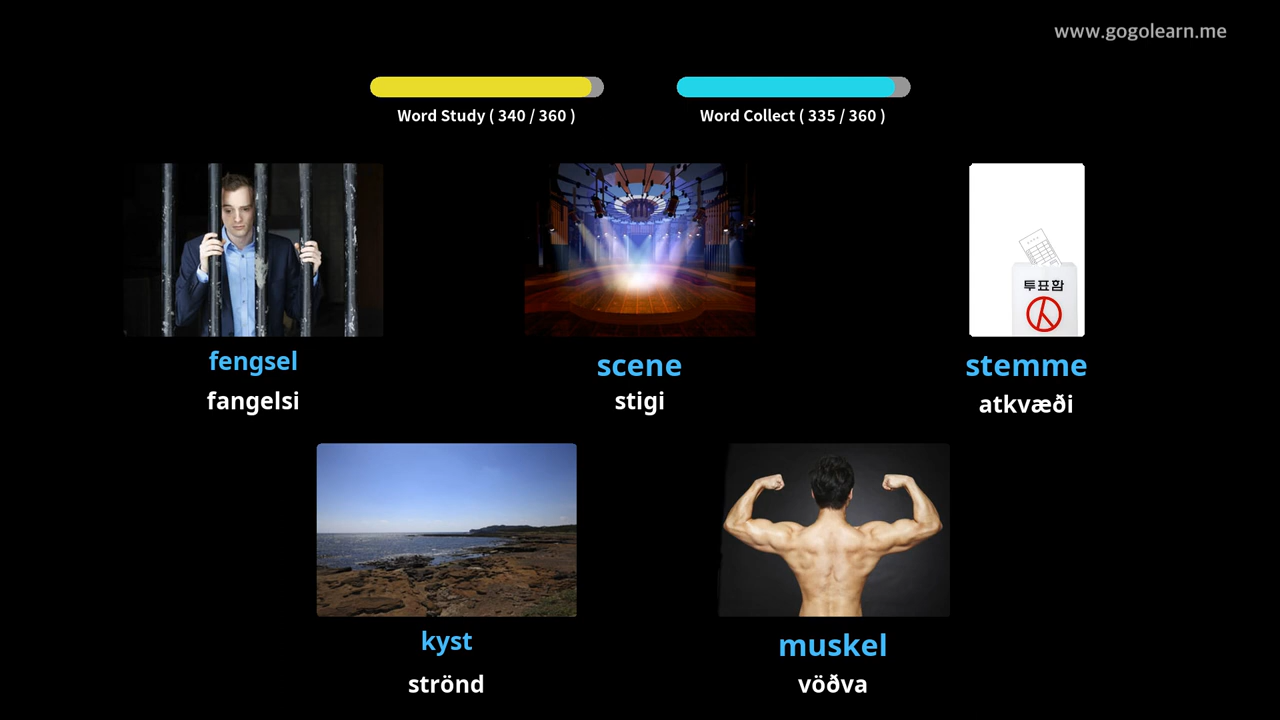 www.gogolearn.me
Word Study ( 340 / 360 )
Word Collect ( 335 / 360 )
투표함
fengsel
scene
stemme
fangelsi
stigi
atkvæði
kyst
muskel
strönd
vöðva